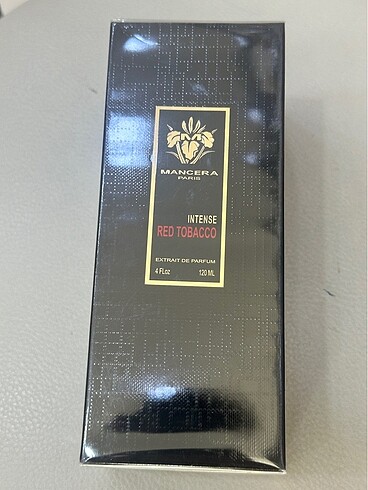 MANCERA
PARIS
INTENSE
RED TOBACCO
EXTRAIT DE PARFUM
4 FLoz 120 ML